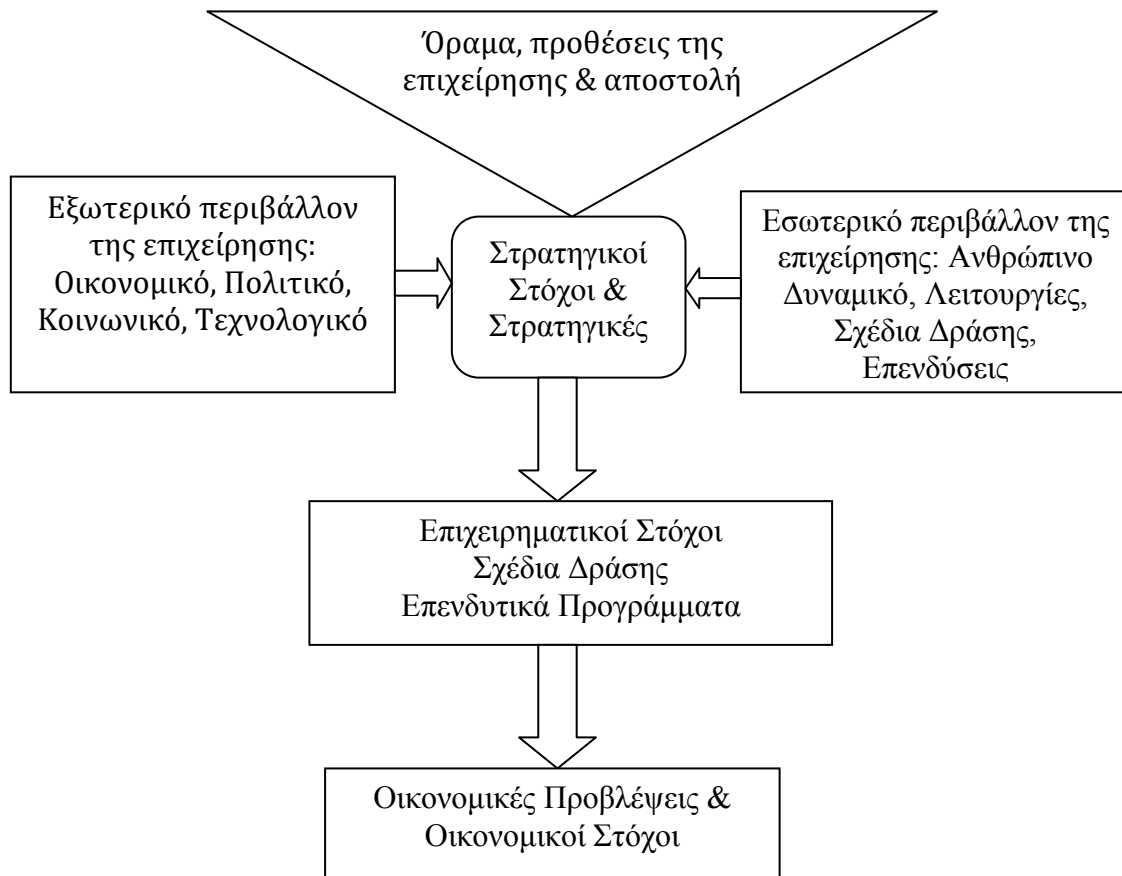 Όραμα, προθέσεις της
επιχείρησης & αποστολή
Εξωτερικό περιβάλλον
της επιχείρησης:
Οικονομικό, Πολιτικό,
Κοινωνικό, Τεχνολογικό
Στρατηγικοί
Στόχοι &
Στρατηγικές
Εσωτερικό περιβάλλον της
επιχείρησης: Ανθρώπινο
Δυναμικό, Λειτουργίες,
Σχέδια Δράσης,
Επενδύσεις
Επιχειρηματικοί Στόχοι
Σχέδια Δράσης
Επενδυτικά Προγράμματα
Οικονομικές Προβλέψεις &
Οικονομικοί Στόχοι